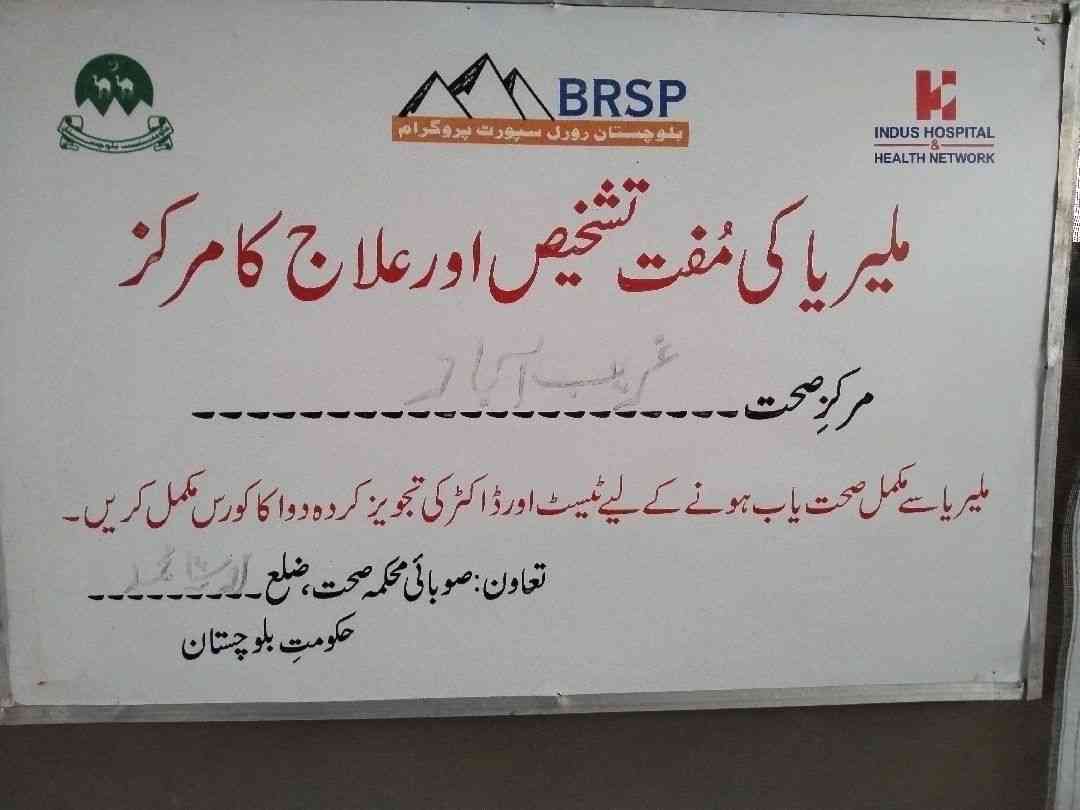 BRSP
بلوچستان رورل سپورٹ پروگرام
INDUS HOSPITAL
&
HEALTH NETWORK
ملیریا کی مُفت تشخیص اور علاج کا مرکز
مرکزِ صحت غریب آباد
ملیریا سے مکمل صحت یاب ہونے کے لیے ٹیسٹ اور ڈاکٹر کی تجویز کردہ دوا کا کورس مکمل کریں۔
تعاون: صوبائی محکمہ صحت، ضلع
حکومتِ بلوچستان